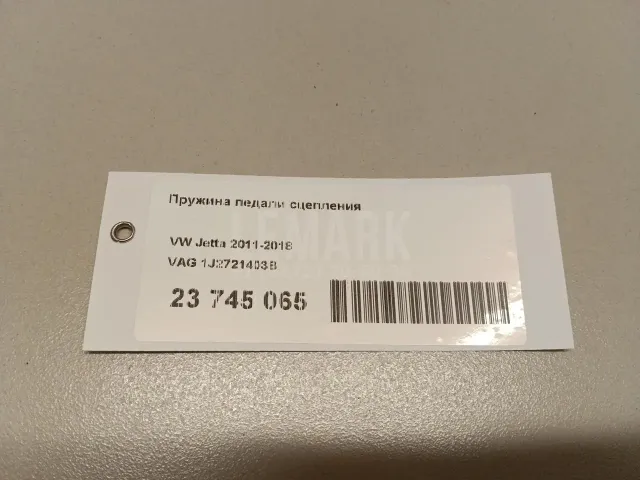 Пружина педали сцепления
VW Jetta 2011-2018
VAG 1J2721403B
23 745 065